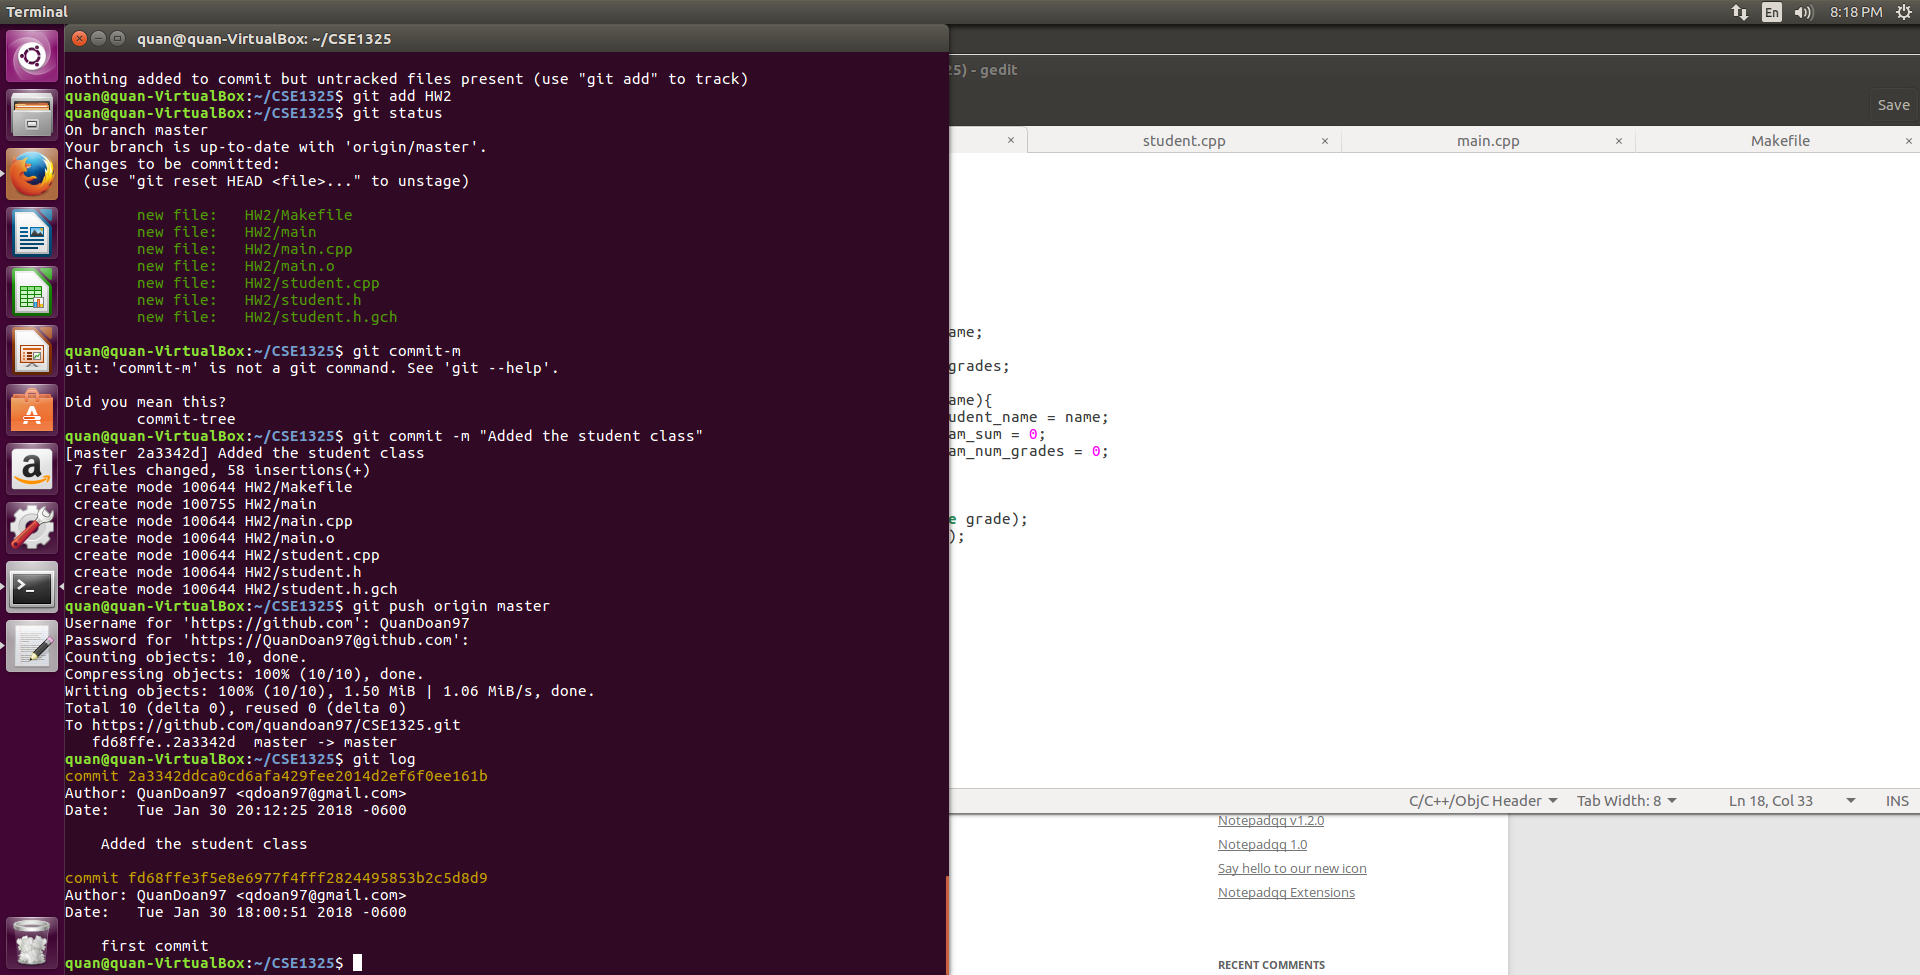 Terminal
En
8:18 PM
quan@quan-VirtualBox: ~/CSE1325
nothing added to commit but untracked files present (use "git add" to track)
quan@quan-VirtualBox:~/CSE1325$ git add HW2
quan@quan-VirtualBox:~/CSE1325$ git status
On branch master
Your branch is up-to-date with 'origin/master'.
Changes to be committed:
  (use "git reset HEAD <file>..." to unstage)
        new file:   HW2/Makefile
        new file:   HW2/main
        new file:   HW2/main.cpp
        new file:   HW2/main.o
        new file:   HW2/student.cpp
        new file:   HW2/student.h
        new file:   HW2/student.h.gch
quan@quan-VirtualBox:~/CSE1325$ git commit-m
git: 'commit-m' is not a git command. See 'git --help'.
Did you mean this?
        commit-tree
quan@quan-VirtualBox:~/CSE1325$ git commit -m "Added the student class"
[master 2a3342d] Added the student class
 7 files changed, 58 insertions(+)
 create mode 100644 HW2/Makefile
 create mode 100755 HW2/main
 create mode 100644 HW2/main.cpp
 create mode 100644 HW2/main.o
 create mode 100644 HW2/student.cpp
 create mode 100644 HW2/student.h
 create mode 100644 HW2/student.h.gch
quan@quan-VirtualBox:~/CSE1325$ git push origin master
Username for 'https://github.com': QuanDoan97
Password for 'https://QuanDoan97@github.com':
Counting objects: 10, done.
Compressing objects: 100% (10/10), done.
Writing objects: 100% (10/10), 1.50 MiB | 1.06 MiB/s, done.
Total 10 (delta 0), reused 0 (delta 0)
To https://github.com/quandoan97/CSE1325.git
   fd68ffe..2a3342d  master -> master
quan@quan-VirtualBox:~/CSE1325$ git log
commit 2a3342ddca0cd6afa429fee2014d2ef6f0ee161b
Author: QuanDoan97 <qdoan97@gmail.com>
Date:   Tue Jan 30 20:12:25 2018 -0600
    Added the student class
commit fd68ffe3f5e8e6977f4fff2824495853b2c5d8d9
Author: QuanDoan97 <qdoan97@gmail.com>
Date:   Tue Jan 30 18:00:51 2018 -0600
    first commit
quan@quan-VirtualBox:~/CSE1325$
25) - gedit
Save
student.cpp
main.cpp
Makefile
ame;
grades;
ame){
udent_name = name;
am_sum = 0;
am_num_grades = 0;
e grade);
);
C/C++/ObjC Header
Tab Width: 8
Ln 18, Col 33
INS
Notepadqq v1.2.0
Notepadqq 1.0
Say hello to our new icon
Notepadqq Extensions
RECENT COMMENTS